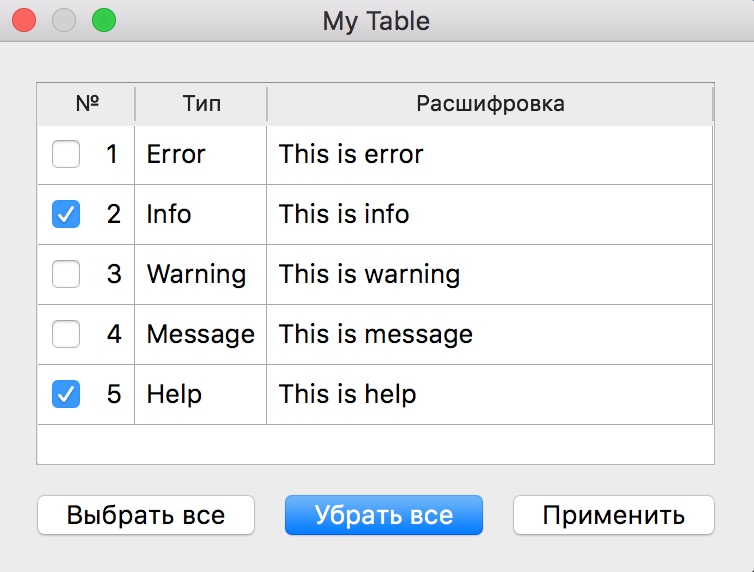 My Table
№ Тип Расшифровка
1 Error This is error
2 Info This is info
3 Warning This is warning
4 Message This is message
5 Help This is help
Выбрать все Убрать все Применить